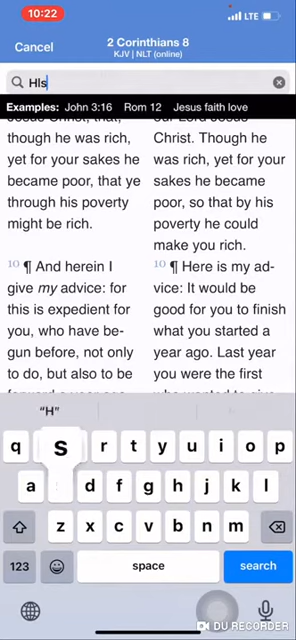 10:22
LTE
Cancel
2 Corinthians 8
KJV | NLT (online)
HIs
Examples: John 3:16 Rom 12 Jesus faith love
though he was rich,
yet for your sakes he
became poor, that ye
through his poverty
might be rich.
10 ¶ And herein I
give my advice: for
this is expedient for
you, who have be-
gun before, not only
to do, but also to be
Christ. Though he
was rich, yet for your
sakes he became
poor, so that by his
poverty he could
make you rich.
10 ¶ Here is my ad-
vice: It would be
good for you to finish
what you started a
year ago. Last year
you were the first
“H”
q S r t y u i o p
a d f g h j k l
z x c v b n m
123 space search
DU RECORDER